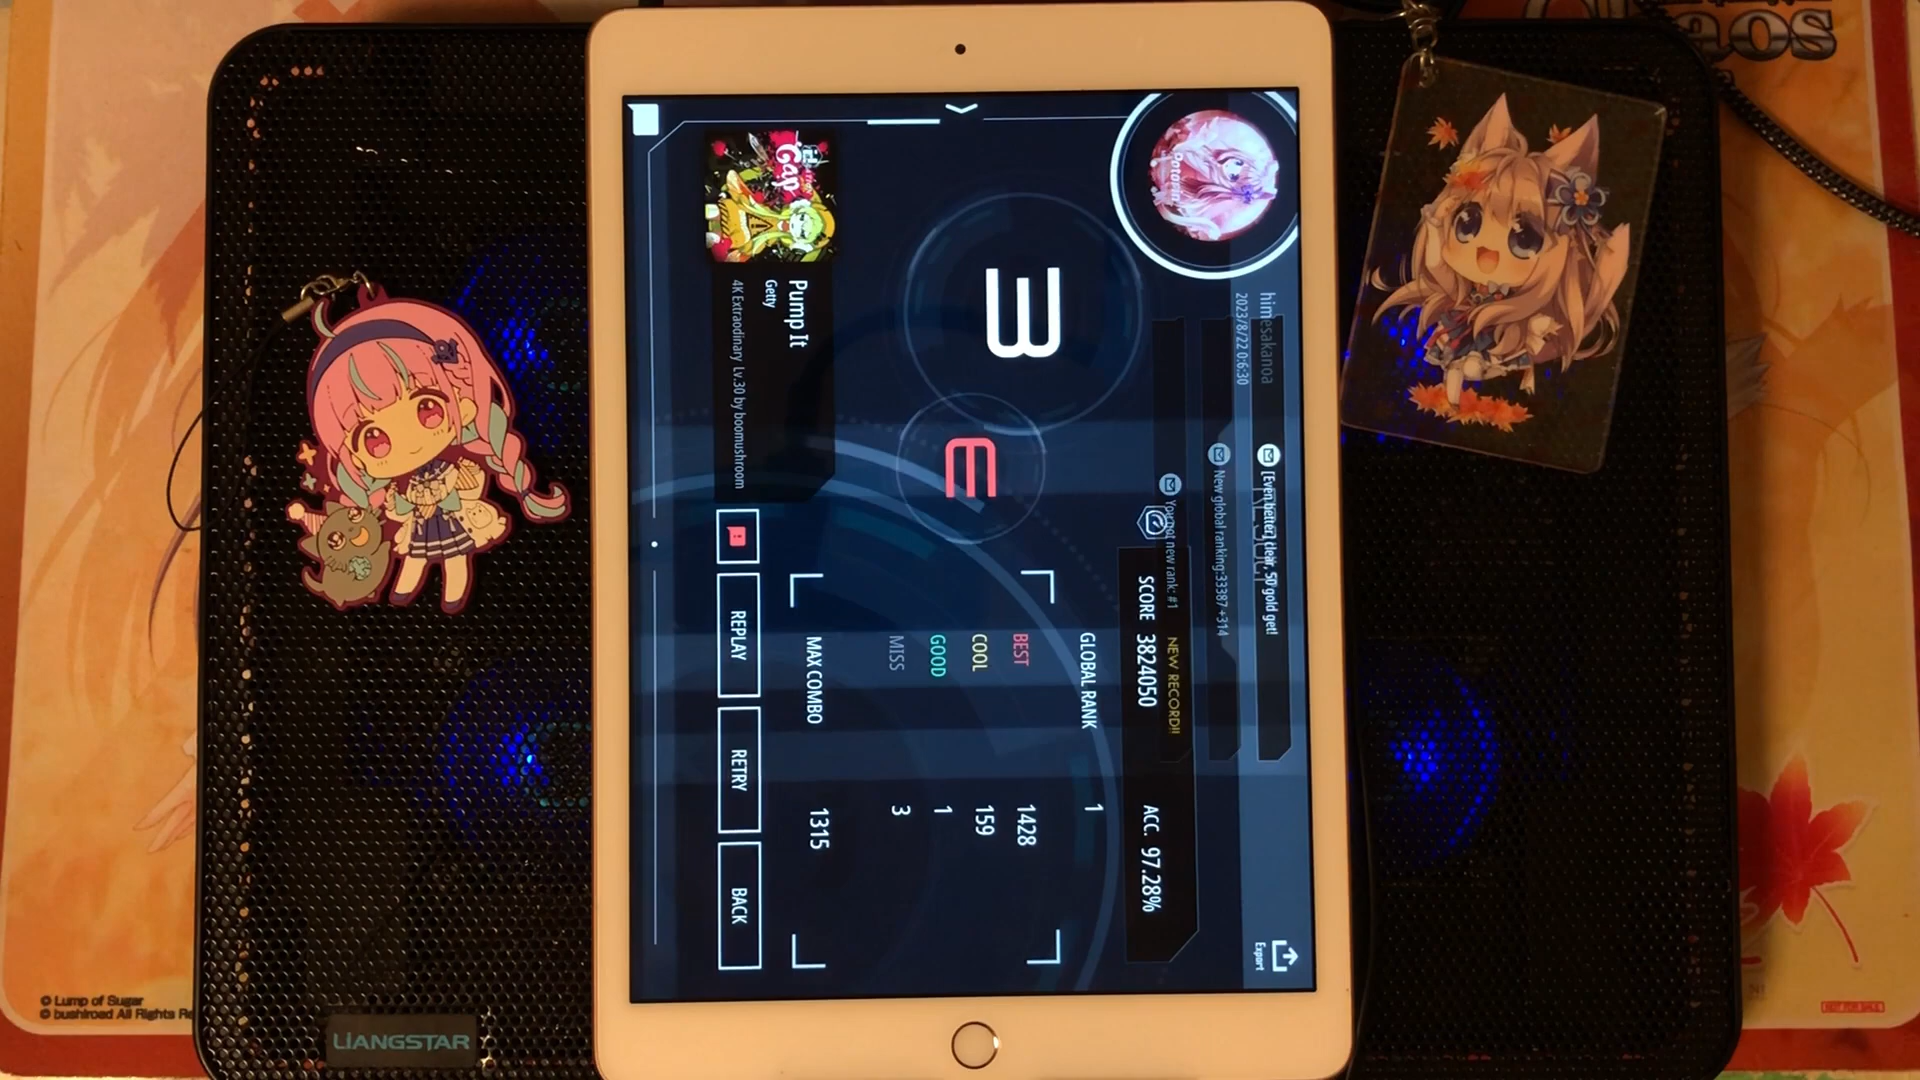 himesakanoa
2023/8/22 0:6:30
[Even better] clear, 50 gold get!
New global ranking:33387 +314
You got new rank: #1
Export
NEW RECORD!!
SCORE 3824050
ACC. 97.28%
GLOBAL RANK 1
BEST 1428
COOL 159
GOOD 1
MISS 3
MAX COMBO 1315
Gap
Pump It
Getty
4K Extraodinary Lv.30 by boomushroom
REPLAY
RETRY
BACK
LIANGSTAR
© Lump of Sugar
© bushiroad All Rights Re